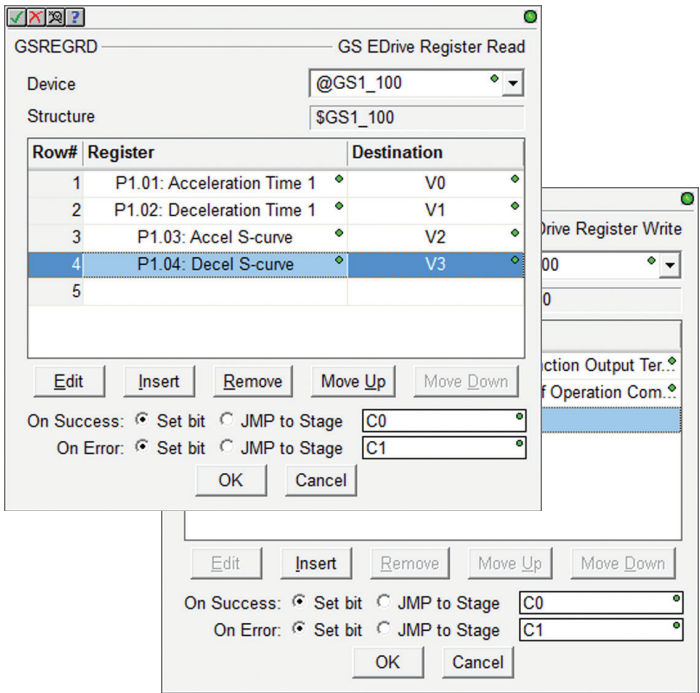 ?
GSREGRD GS EDrive Register Read
Device @GS1_100
Structure $GS1_100
Row# Register Destination
1 P1.01: Acceleration Time 1 V0
2 P1.02: Deceleration Time 1 V1
3 P1.03: Accel S-curve V2
4 P1.04: Decel S-curve V3
5
Edit Insert Remove Move Up Move Down
On Success: Set bit JMP to Stage C0
On Error: Set bit JMP to Stage C1
OK Cancel
Drive Register Write
00
0
ction Output Ter...
f Operation Com...
Edit Insert Remove Move Up Move Down
On Success: Set bit JMP to Stage C0
On Error: Set bit JMP to Stage C1
OK Cancel